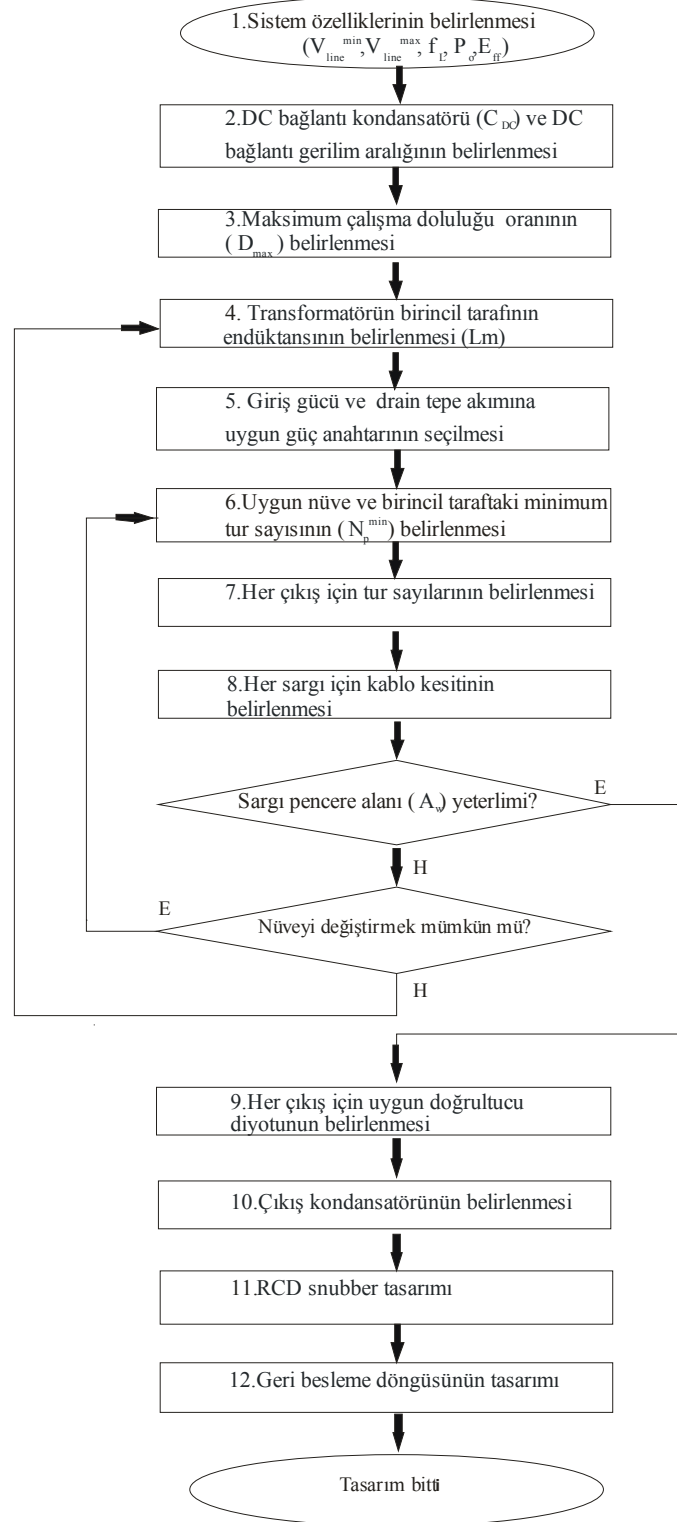 1.Sistem özelliklerinin belirlenmesi
(V_line^min,V_line^max, f_L, P_o,E_ff)
2.DC bağlantı kondansatörü (C_DC) ve DC
bağlantı gerilim aralığının belirlenmesi
3.Maksimum çalışma doluluğu oranının
( D_max ) belirlenmesi
4. Transformatörün birincil tarafının
endüktansının belirlenmesi (Lm)
5. Giriş gücü ve drain tepe akımına
uygun güç anahtarının seçilmesi
6.Uygun nüve ve birincil taraftaki minimum
tur sayısının ( N_p^min) belirlenmesi
7.Her çıkış için tur sayılarının belirlenmesi
8.Her sargı için kablo kesitinin
belirlenmesi
Sargı pencere alanı ( A_w) yeterlimi?
E
H
E
Nüveyi değiştirmek mümkün mü?
H
9.Her çıkış için uygun doğrultucu
diyotunun belirlenmesi
10.Çıkış kondansatörünün belirlenmesi
11.RCD snubber tasarımı
12.Geri besleme döngüsünün tasarımı
Tasarım bitti